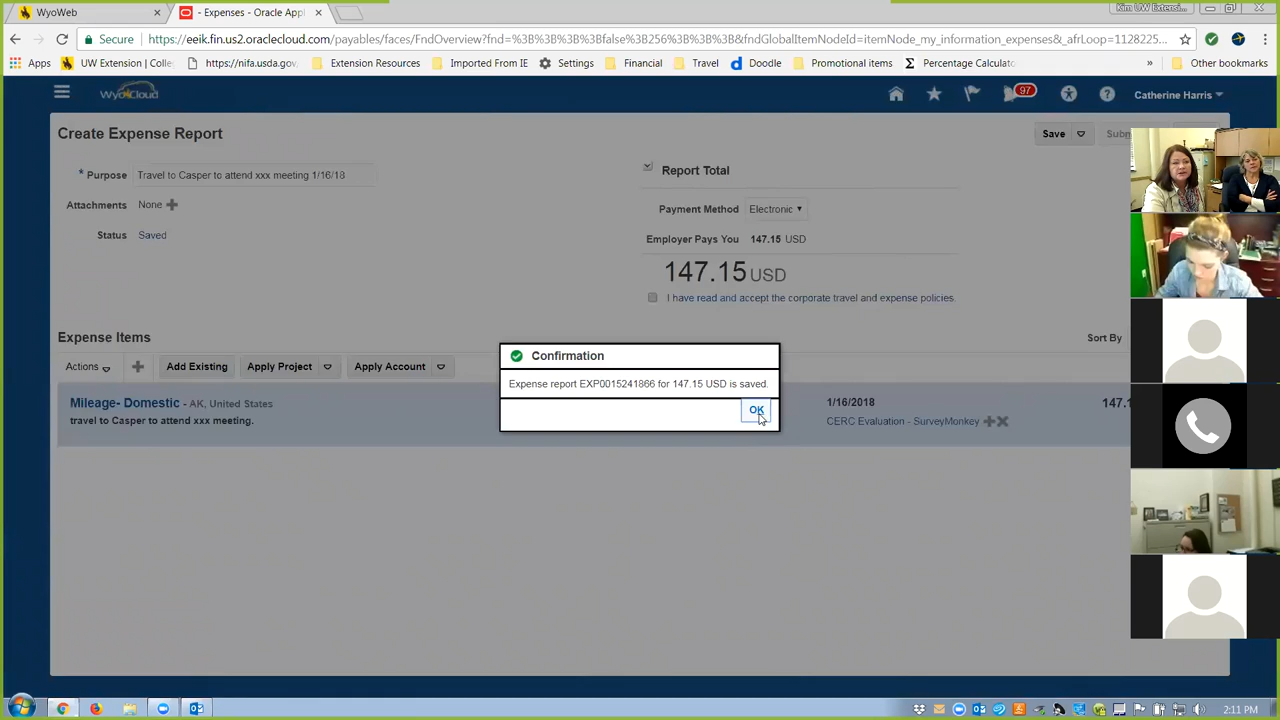 WyoWeb
- Expenses - Oracle Appl
Kim UW Extensi...
Secure
https://eeik.fin.us2.oraclecloud.com/payables/faces/FndOverview?fnd=%3B%3B%3B%3Bfalse%3B256%3B%3B%3B&fndGlobalItemNodeId=itemNode_my_information_expenses&_afrLoop=1128225...
Apps
UW Extension | Colle
https://nifa.usda.gov
Extension Resources
Imported From IE
Settings
Financial
Doodle
Promotional items
Percentage Calculato
»
Other bookmarks
WyoCloud
97
Catherine Harris
Create Expense Report
Save
* Purpose
Travel to Casper to attend xxx meeting 1/16/18
Attachments
None
Status
Saved
Report Total
Payment Method
Electronic
Employer Pays You
147.15 USD
147.15 USD
I have read and accept the corporate travel and expense policies.
Expense Items
Sort By
Actions
Add Existing
Apply Project
Apply Account
Confirmation
Expense report EXP0015241866 for 147.15 USD is saved.
OK
Mileage- Domestic - AK, United States
1/16/2018
147.1
travel to Casper to attend xxx meeting.
CERC Evaluation - SurveyMonkey
2:11 PM